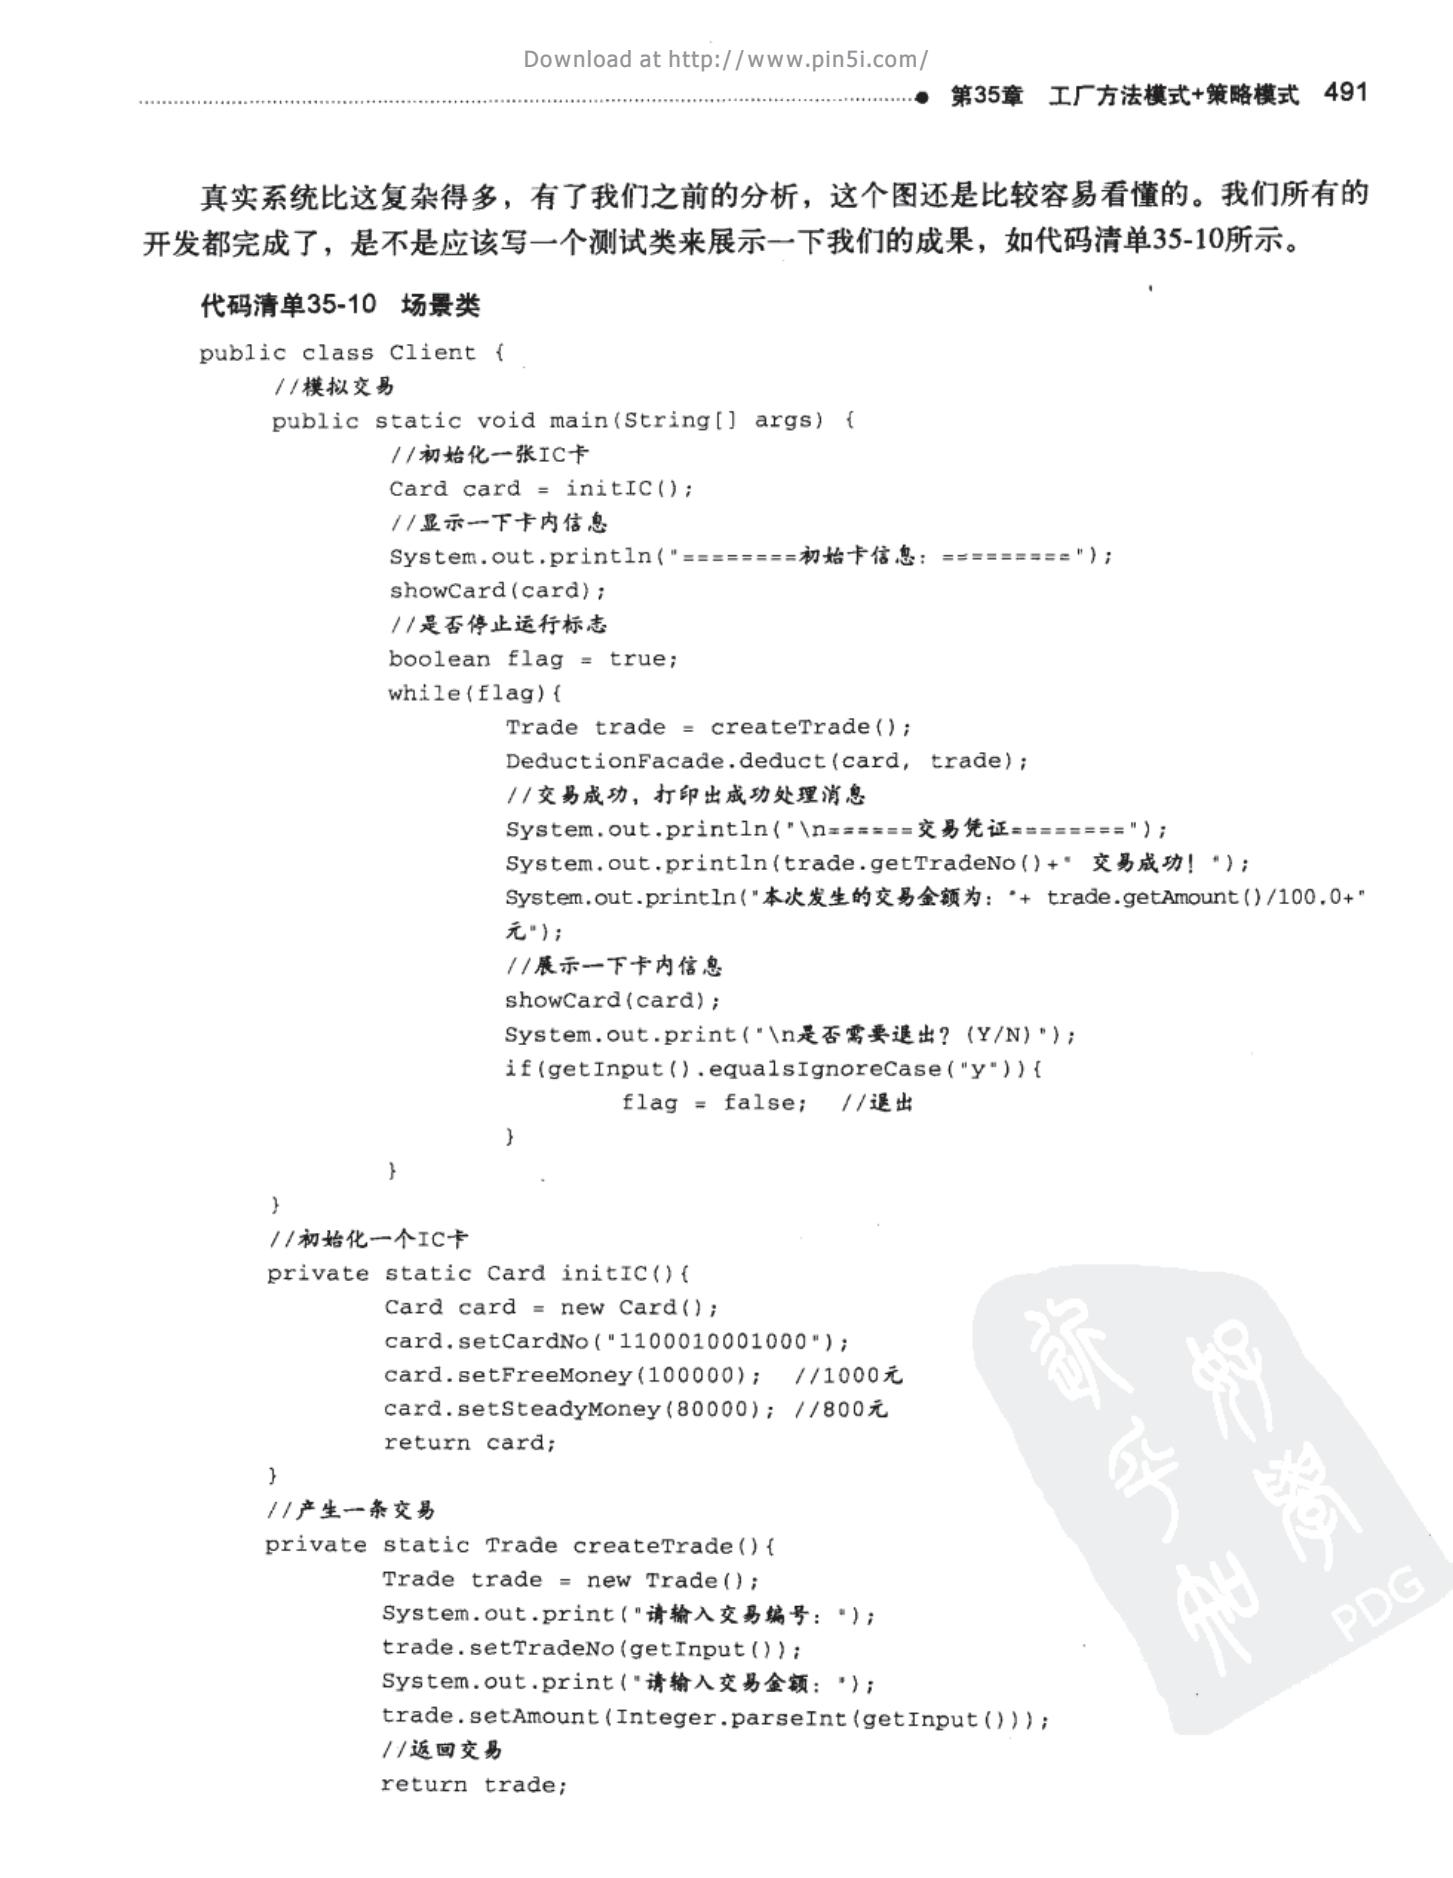 Download at http://www.pin5i.com/
第35章 工厂方法模式+策略模式 491
真实系统比这复杂得多，有了我们之前的分析，这个图还是比较容易看懂的。我们所有的
开发都完成了，是不是应该写一个测试类来展示一下我们的成果，如代码清单35-10所示。
代码清单35-10 场景类
public class Client {
//模拟交易
public static void main(String[] args) {
//初始化一张IC卡
Card card = initIC();
//显示一下卡内信息
System.out.println("========初始卡信息：=========");
showCard(card);
//是否停止运行标志
boolean flag = true;
while(flag){
Trade trade = createTrade();
DeductionFacade.deduct(card, trade);
//交易成功，打印出成功处理消息
System.out.println("\n======交易凭证========");
System.out.println(trade.getTradeNo()+" 交易成功！");
System.out.println("本次发生的交易金额为："+ trade.getAmount()/100.0+"
元");
//展示一下卡内信息
showCard(card);
System.out.print("\n是否需要退出？(Y/N)");
if(getInput().equalsIgnoreCase("y")){
flag = false; //退出
}
}
}
//初始化一个IC卡
private static Card initIC(){
Card card = new Card();
card.setCardNo("1100010001000");
card.setFreeMoney(100000); //1000元
card.setSteadyMoney(80000); //800元
return card;
}
//产生一条交易
private static Trade createTrade(){
Trade trade = new Trade();
System.out.print("请输入交易编号：");
trade.setTradeNo(getInput());
System.out.print("请输入交易金额：");
trade.setAmount(Integer.parseInt(getInput()));
//返回交易
return trade;
PDG